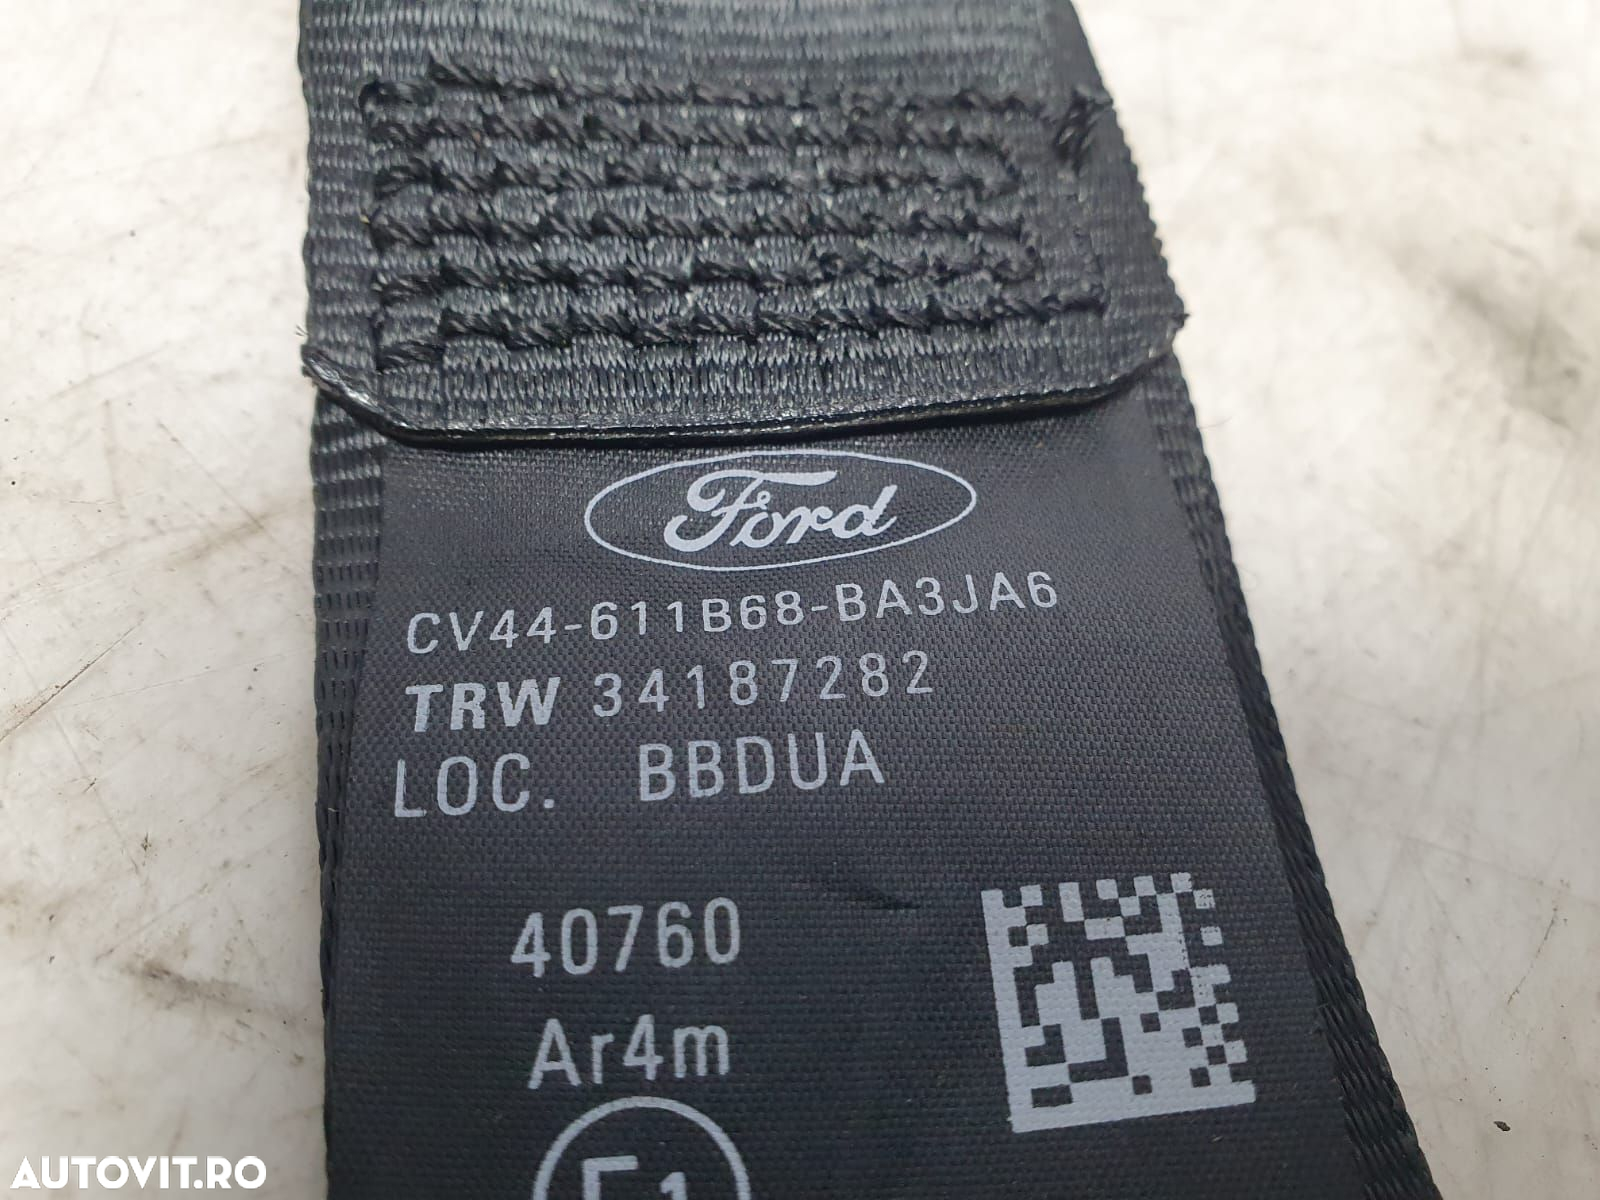 Ford
CV44-611B68-BA3JA6
TRW 34187282
LOC. BBDUA
40760
Ar4m
E1
AUTOVIT.RO